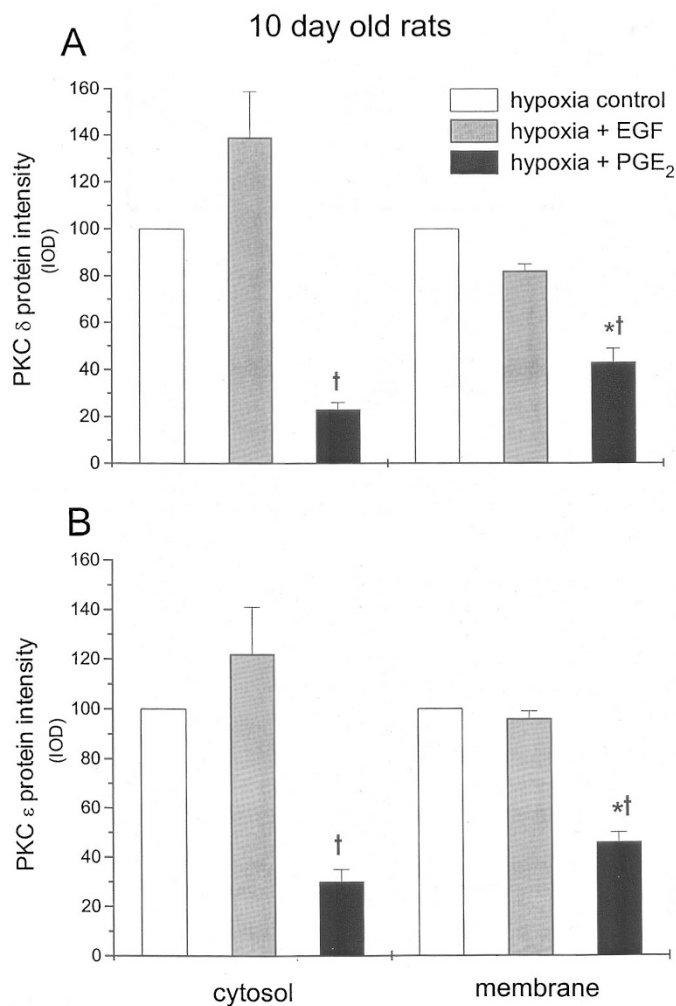 10 day old rats
A
hypoxia control
hypoxia + EGF
hypoxia + PGE₂
PKC δ protein intensity
(IOD)
160
140
120
100
80
60
40
20
0
†
*†
B
PKC ε protein intensity
(IOD)
160
140
120
100
80
60
40
20
0
†
*†
cytosol
membrane